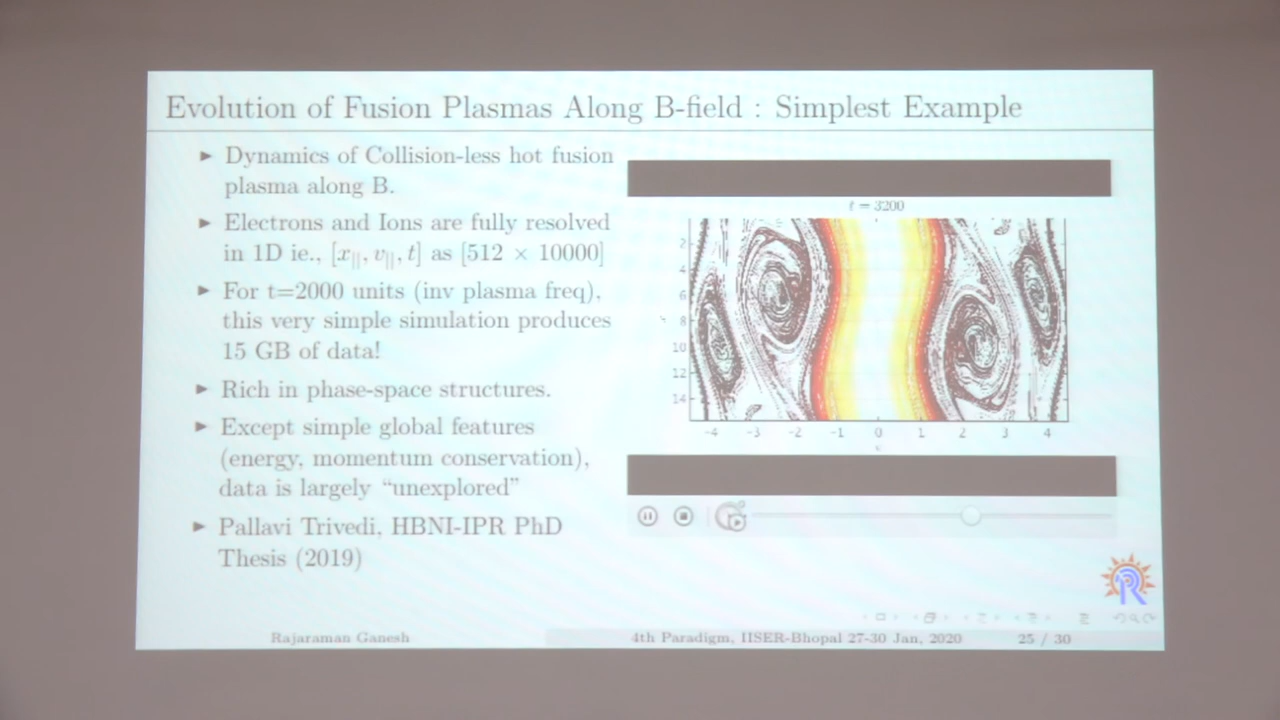 Evolution of Fusion Plasmas Along B-field : Simplest Example
► Dynamics of Collision-less hot fusion
plasma along B.
► Electrons and Ions are fully resolved
in 1D ie., [x||, v||, t] as [512 × 10000]
► For t=2000 units (inv plasma freq),
this very simple simulation produces
15 GB of data!
► Rich in phase-space structures.
► Except simple global features
(energy, momentum conservation),
data is largely “unexplored”
► Pallavi Trivedi, HBNI-IPR PhD
Thesis (2019)
t = 3200
2
4
6
8
10
12
14
-4 -3 -2 -1 0 1 2 3 4
Rajaraman Ganesh 4th Paradigm, IISER-Bhopal 27-30 Jan, 2020 25 / 30